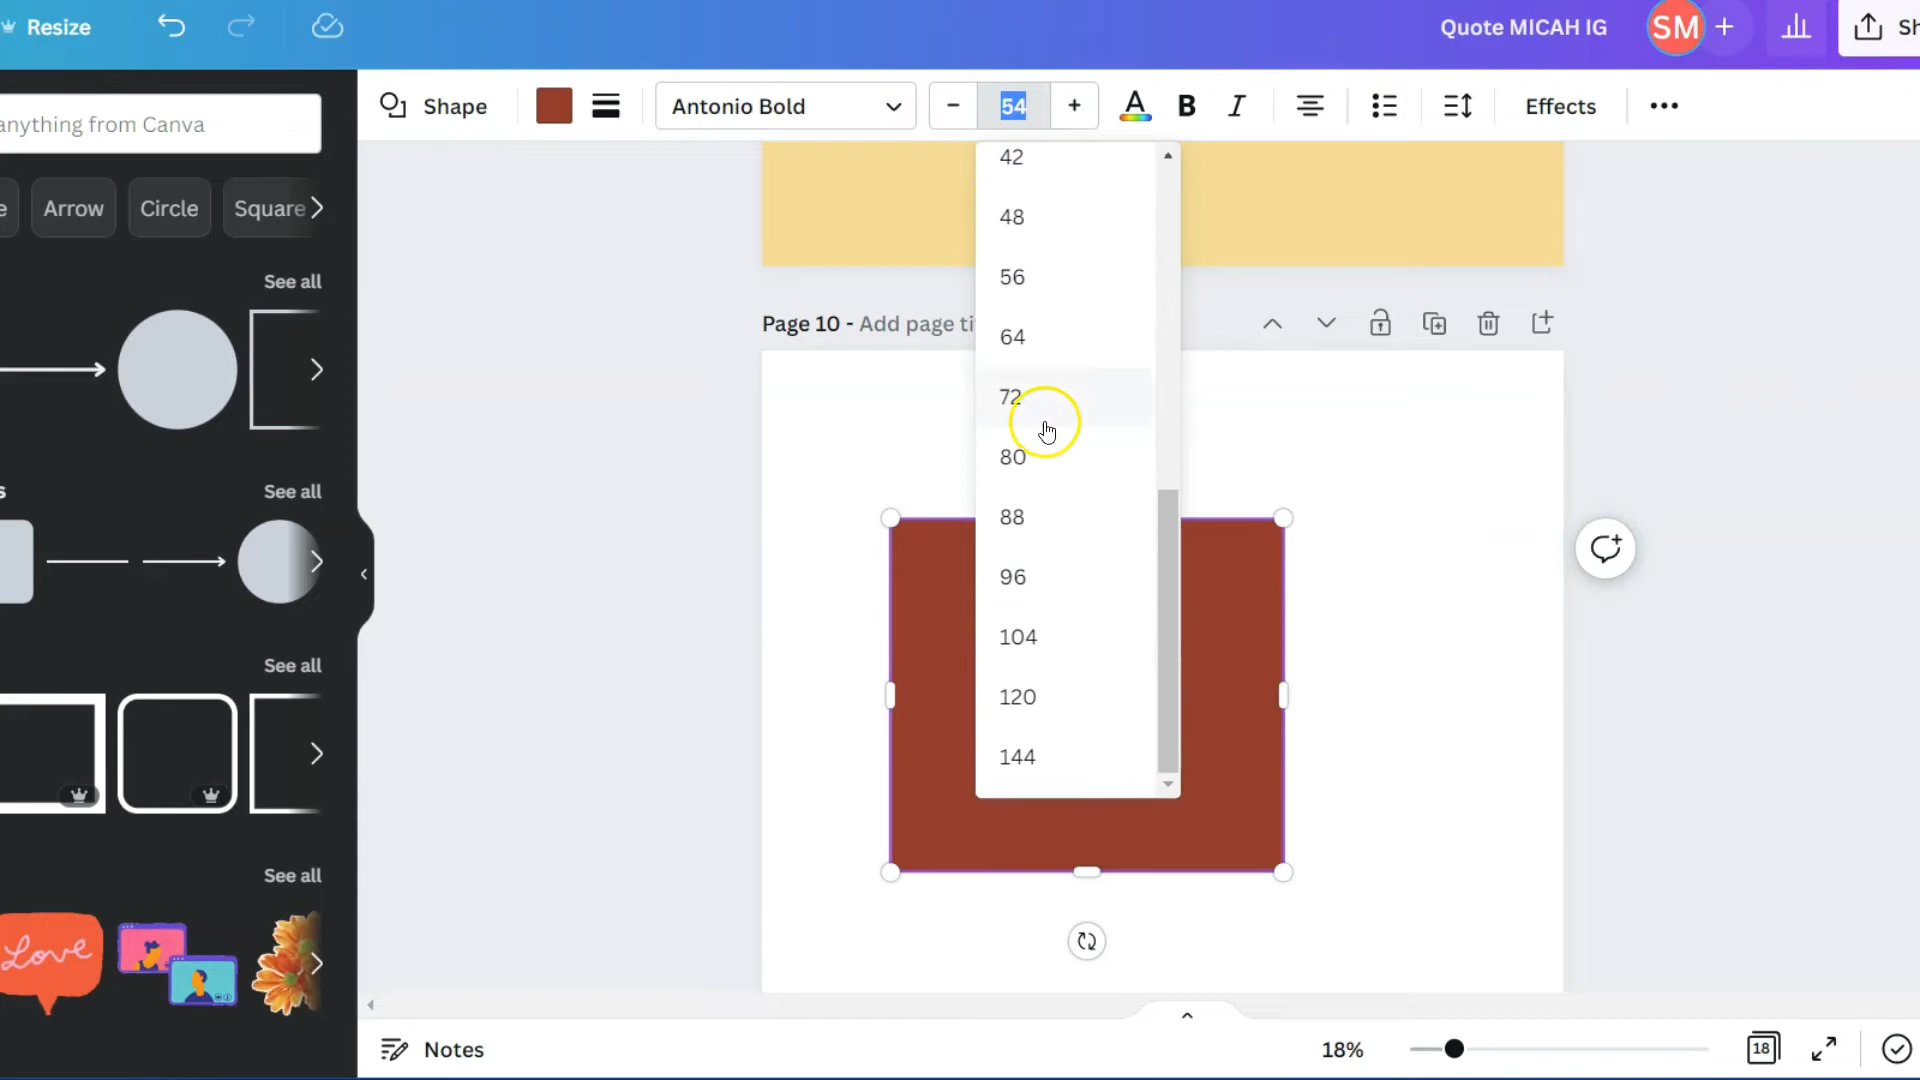 Resize
Quote MICAH IG
SM
Sh
anything from Canva
Shape
Antonio Bold
54
B
I
Effects
e
Arrow
Circle
Square
See all
42
48
56
64
72
80
88
96
104
120
144
Page 10 - Add page ti
s
See all
See all
See all
Love
Notes
18%
18